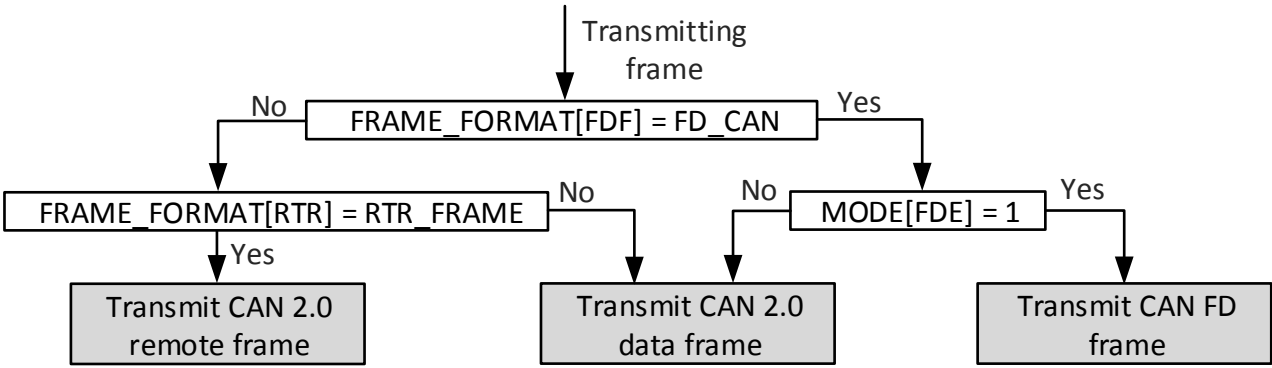 Transmitting
frame
No
FRAME_FORMAT[FDF] = FD_CAN
Yes
FRAME_FORMAT[RTR] = RTR_FRAME
No
No
MODE[FDE] = 1
Yes
Yes
Transmit CAN 2.0
remote frame
Transmit CAN 2.0
data frame
Transmit CAN FD
frame